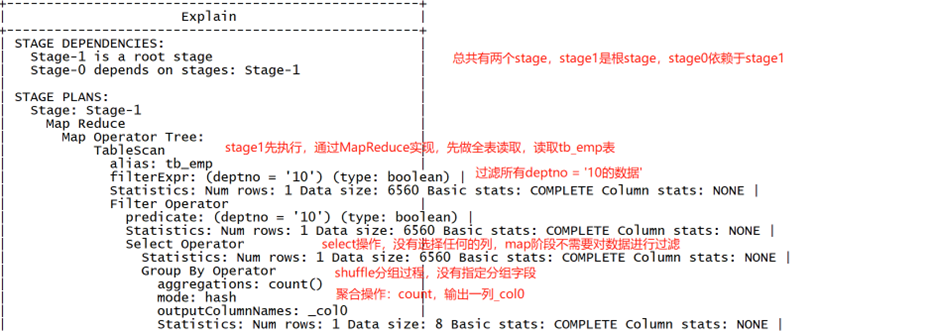 Explain
STAGE DEPENDENCIES:
Stage-1 is a root stage
Stage-0 depends on stages: Stage-1
总共有两个stage，stage1是根stage，stage0依赖于stage1
STAGE PLANS:
Stage: Stage-1
Map Reduce
Map Operator Tree:
TableScan
stage1先执行，通过MapReduce实现，先做全表读取，读取tb_emp表
alias: tb_emp
filterExpr: (deptno = '10') (type: boolean) |
过滤所有deptno = '10的数据'
Statistics: Num rows: 1 Data size: 6560 Basic stats: COMPLETE Column stats: NONE |
Filter Operator
predicate: (deptno = '10') (type: boolean) |
Statistics: Num rows: 1 Data size: 6560 Basic stats: COMPLETE Column stats: NONE |
Select Operator
select操作，没有选择任何的列，map阶段不需要对数据进行过滤
Statistics: Num rows: 1 Data size: 6560 Basic stats: COMPLETE Column stats: NONE |
Group By Operator
shuffle分组过程，没有指定分组字段
aggregations: count()
聚合操作：count，输出一列_col0
mode: hash
outputColumnNames: _col0
Statistics: Num rows: 1 Data size: 8 Basic stats: COMPLETE Column stats: NONE |